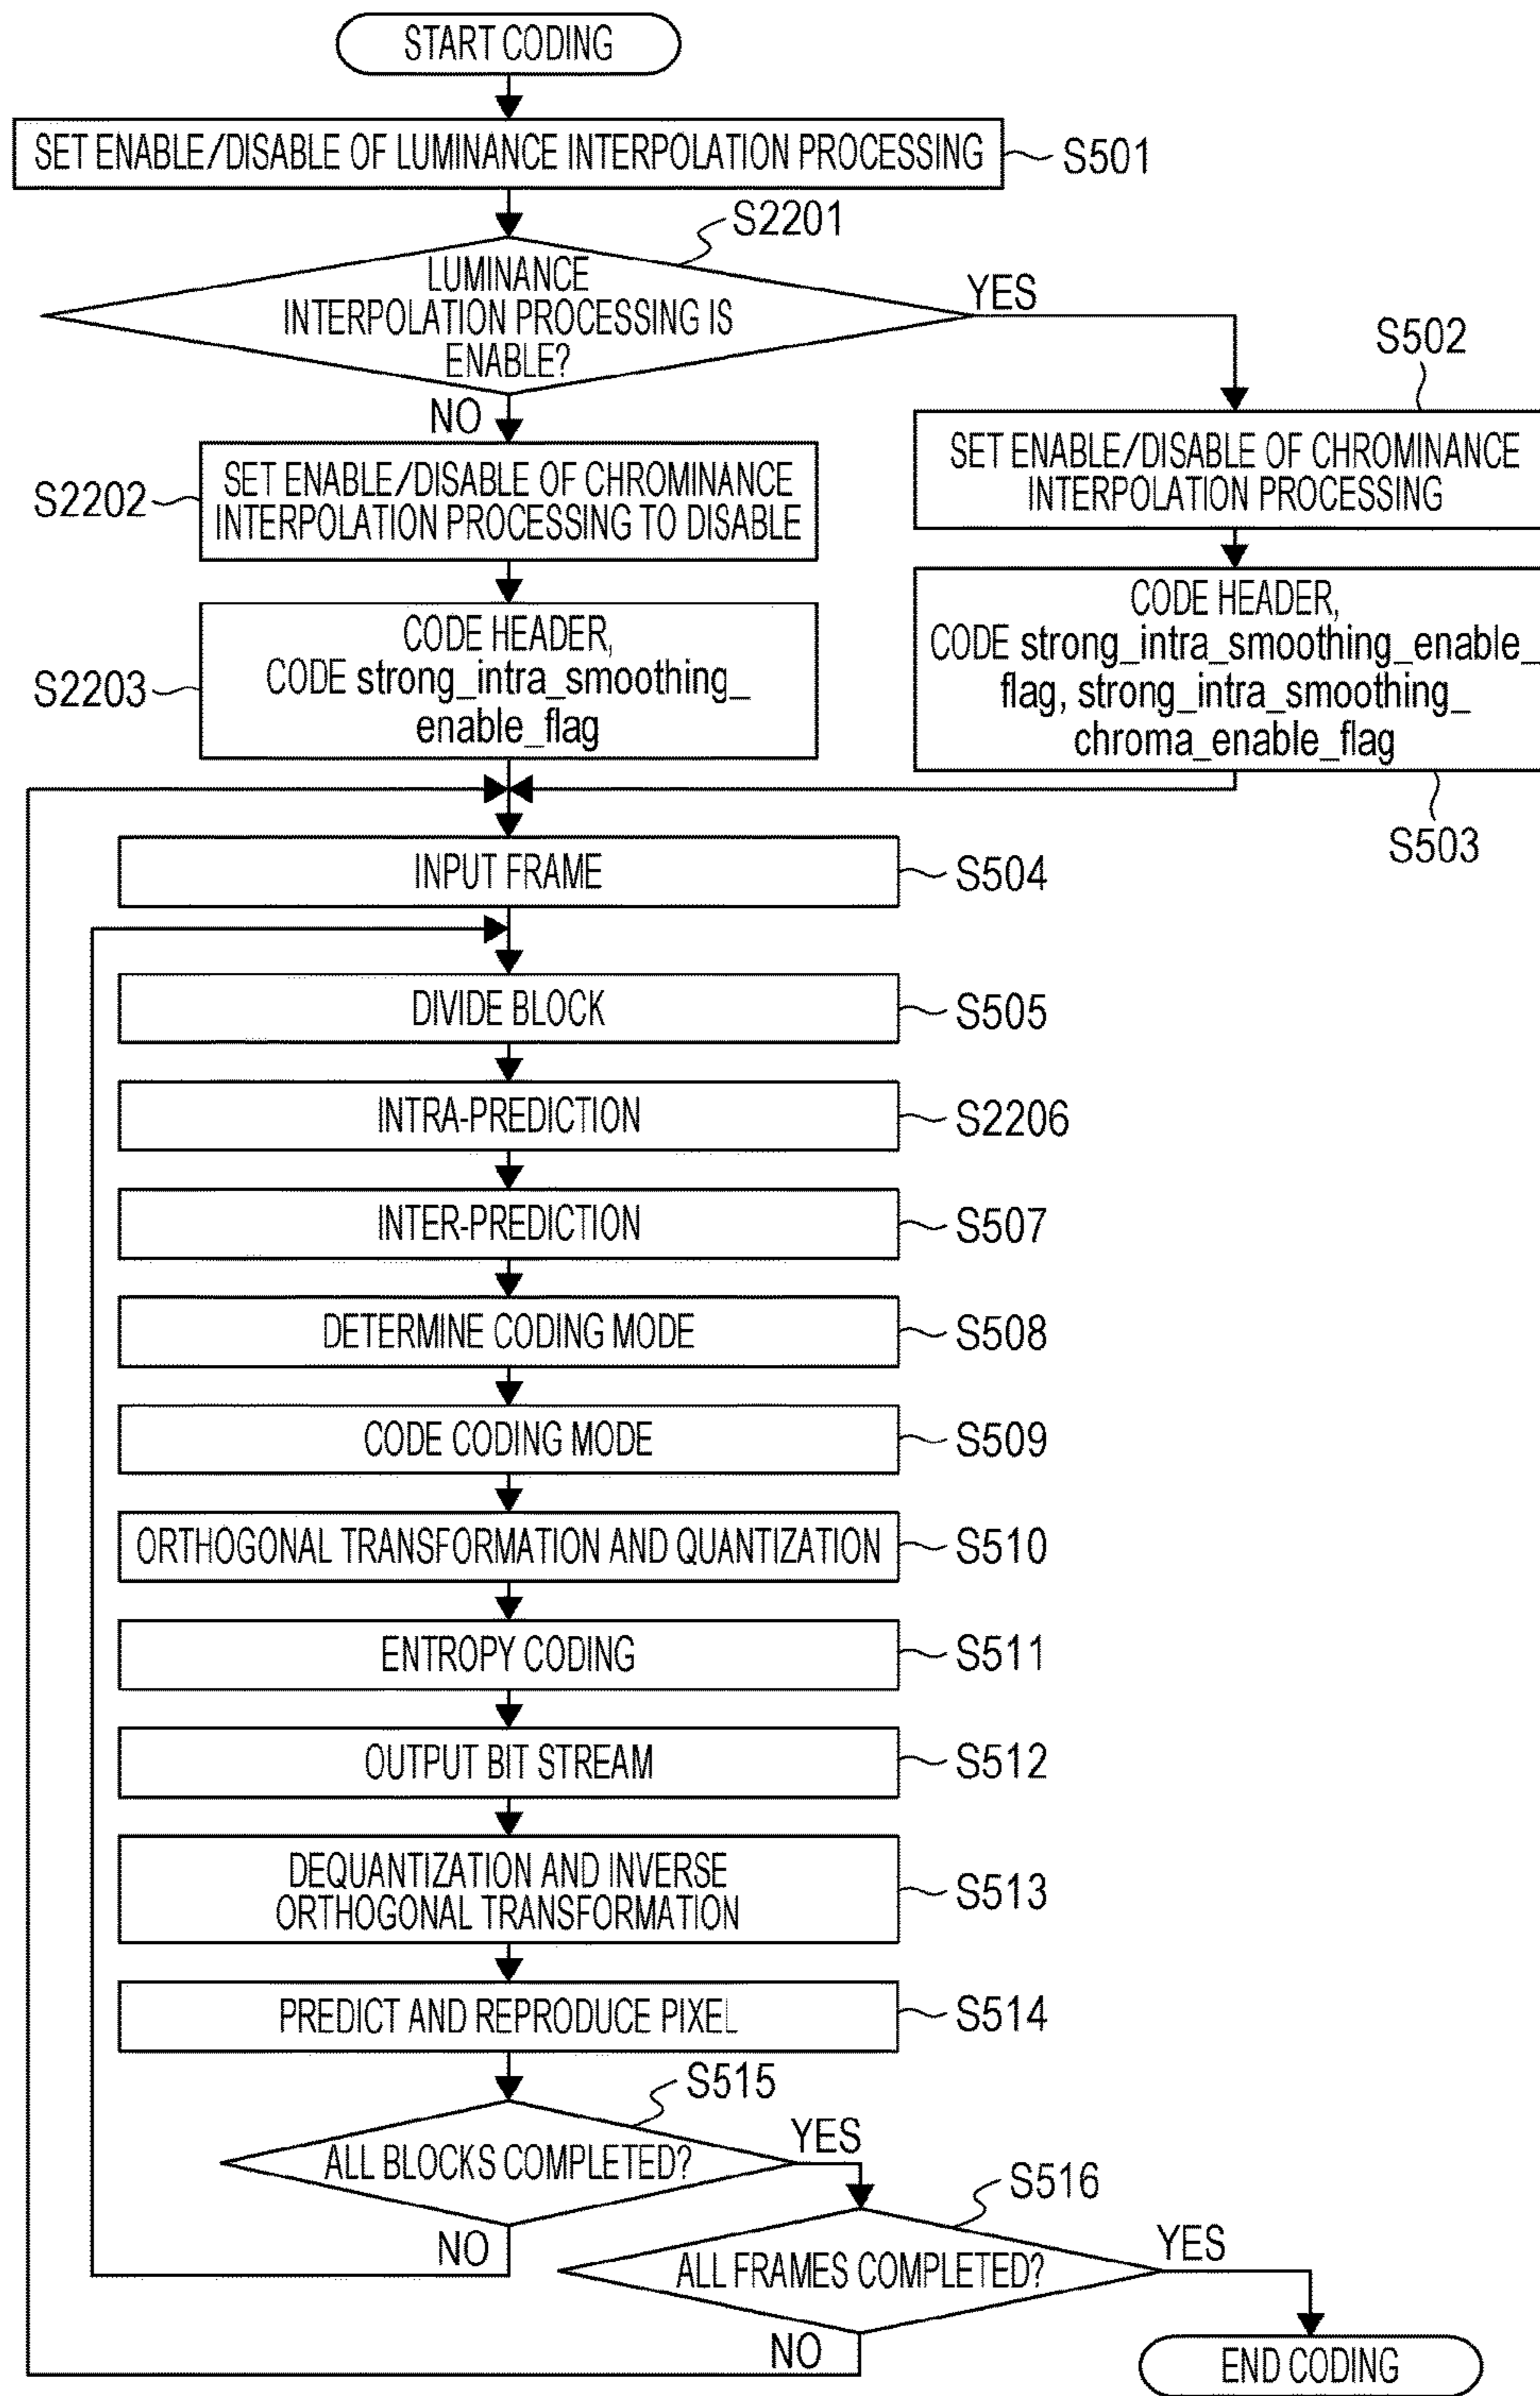 START CODING
SET ENABLE/DISABLE OF LUMINANCE INTERPOLATION PROCESSING
S501
S2201
LUMINANCE
INTERPOLATION PROCESSING IS
ENABLE?
YES
NO
S502
SET ENABLE/DISABLE OF CHROMINANCE
INTERPOLATION PROCESSING
S2202
SET ENABLE/DISABLE OF CHROMINANCE
INTERPOLATION PROCESSING TO DISABLE
CODE HEADER,
CODE strong_intra_smoothing_enable_
flag, strong_intra_smoothing_
chroma_enable_flag
S503
S2203
CODE HEADER,
CODE strong_intra_smoothing_
enable_flag
INPUT FRAME
S504
DIVIDE BLOCK
S505
INTRA-PREDICTION
S2206
INTER-PREDICTION
S507
DETERMINE CODING MODE
S508
CODE CODING MODE
S509
ORTHOGONAL TRANSFORMATION AND QUANTIZATION
S510
ENTROPY CODING
S511
OUTPUT BIT STREAM
S512
DEQUANTIZATION AND INVERSE
ORTHOGONAL TRANSFORMATION
S513
PREDICT AND REPRODUCE PIXEL
S514
S515
ALL BLOCKS COMPLETED?
YES
NO
S516
ALL FRAMES COMPLETED?
YES
NO
END CODING